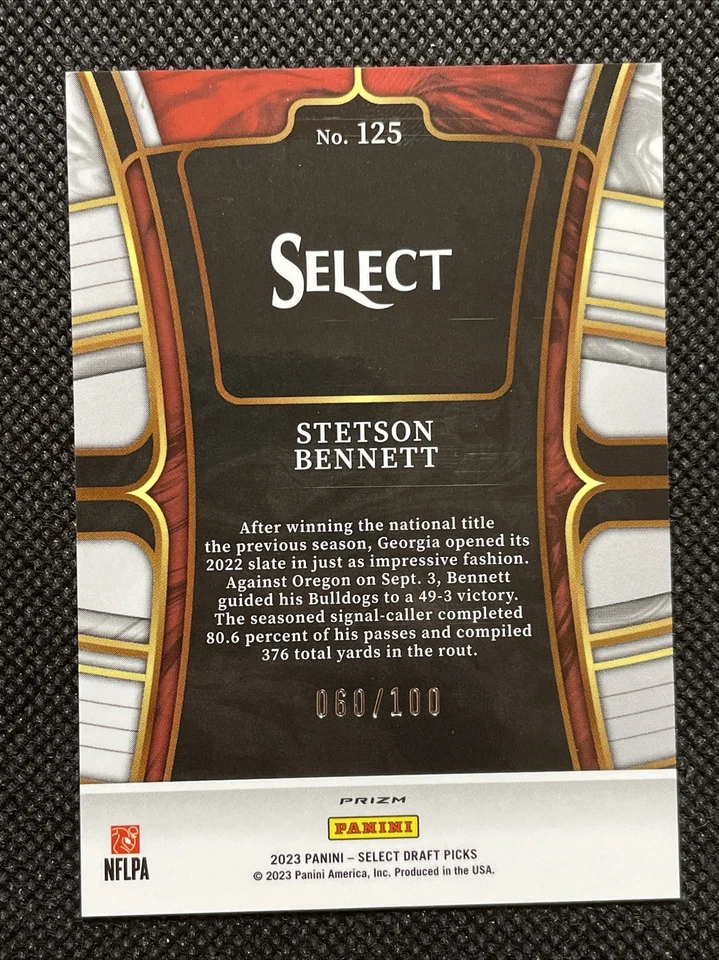 No. 125
SELECT
STETSON
BENNETT
After winning the national title
the previous season, Georgia opened its
2022 slate in just as impressive fashion.
Against Oregon on Sept. 3, Bennett
guided his Bulldogs to a 49-3 victory.
The seasoned signal-caller completed
80.6 percent of his passes and compiled
376 total yards in the rout.
060/100
PRIZM
PANINI
NFLPA
2023 PANINI – SELECT DRAFT PICKS
© 2023 Panini America, Inc. Produced in the USA.